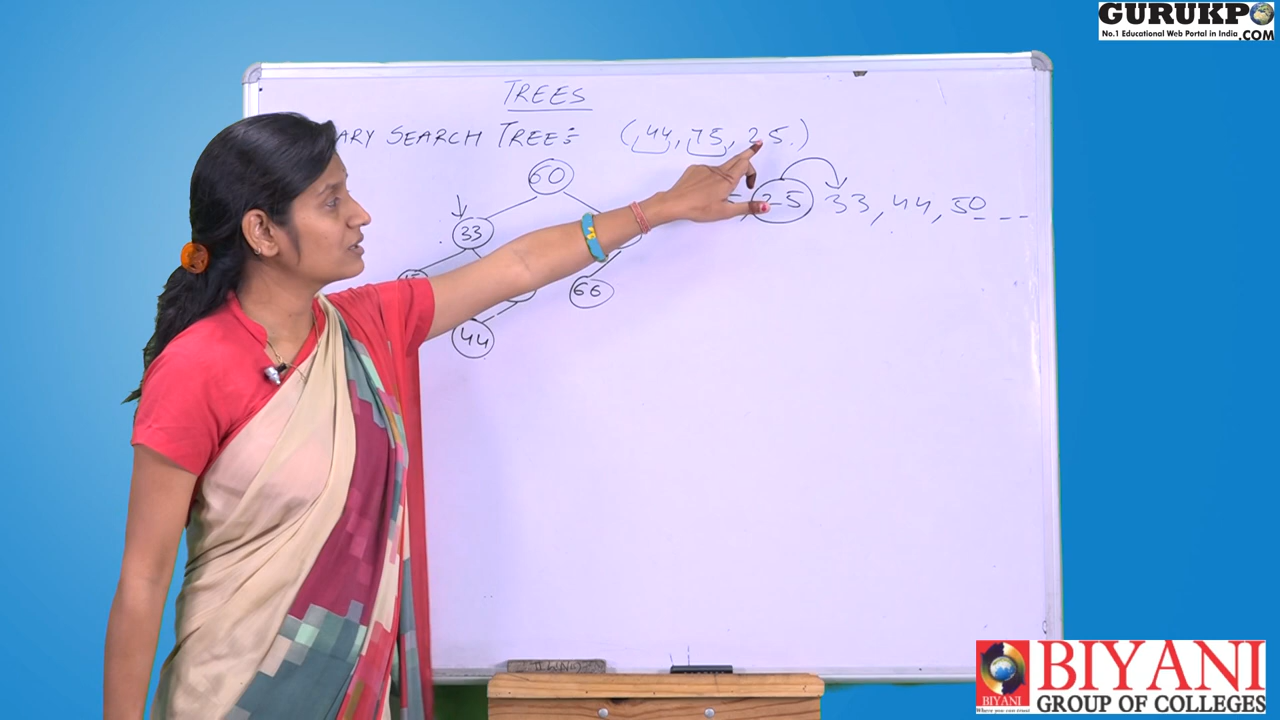 GURUKPO
No.1 Educational Web Portal in India .COM
TREES
ARY SEARCH TREE:- (44, 75, 25.)
60
25 33, 44, 50 _ _ _
33
66
44
BIYANI
BIYANI
GROUP OF COLLEGES